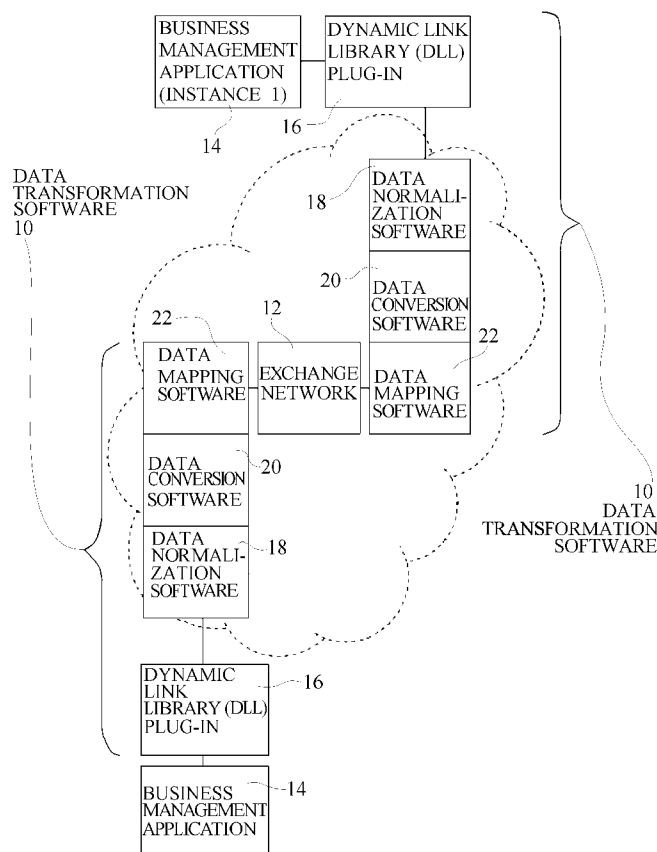 BUSINESS
MANAGEMENT
APPLICATION
(INSTANCE 1)
14
DYNAMIC LINK
LIBRARY (DLL)
PLUG-IN
16
DATA
TRANSFORMATION
SOFTWARE
10
18
DATA
NORMALI-
ZATION
SOFTWARE
20
DATA
CONVERSION
SOFTWARE
22
DATA
MAPPING
SOFTWARE
12
EXCHANGE
NETWORK
22
DATA
MAPPING
SOFTWARE
20
DATA
CONVERSION
SOFTWARE
10
DATA
TRANSFORMATION
SOFTWARE
18
DATA
NORMALI-
ZATION
SOFTWARE
DYNAMIC
LINK
LIBRARY (DLL)
PLUG-IN
16
BUSINESS
MANAGEMENT
APPLICATION
14